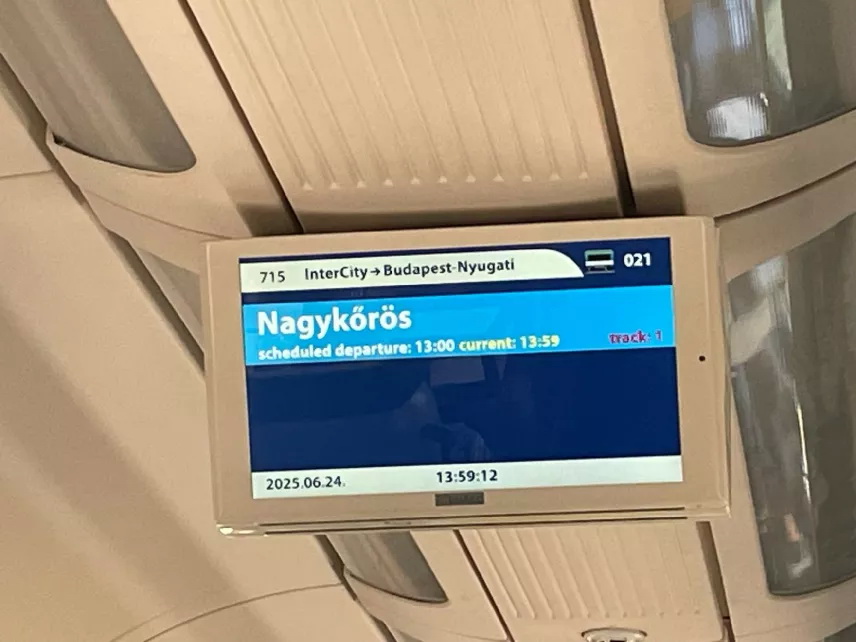 715 InterCity → Budapest-Nyugati 021
Nagykőrös
scheduled departure: 13:00 current: 13:59 track: 1
2025.06.24. 13:59:12